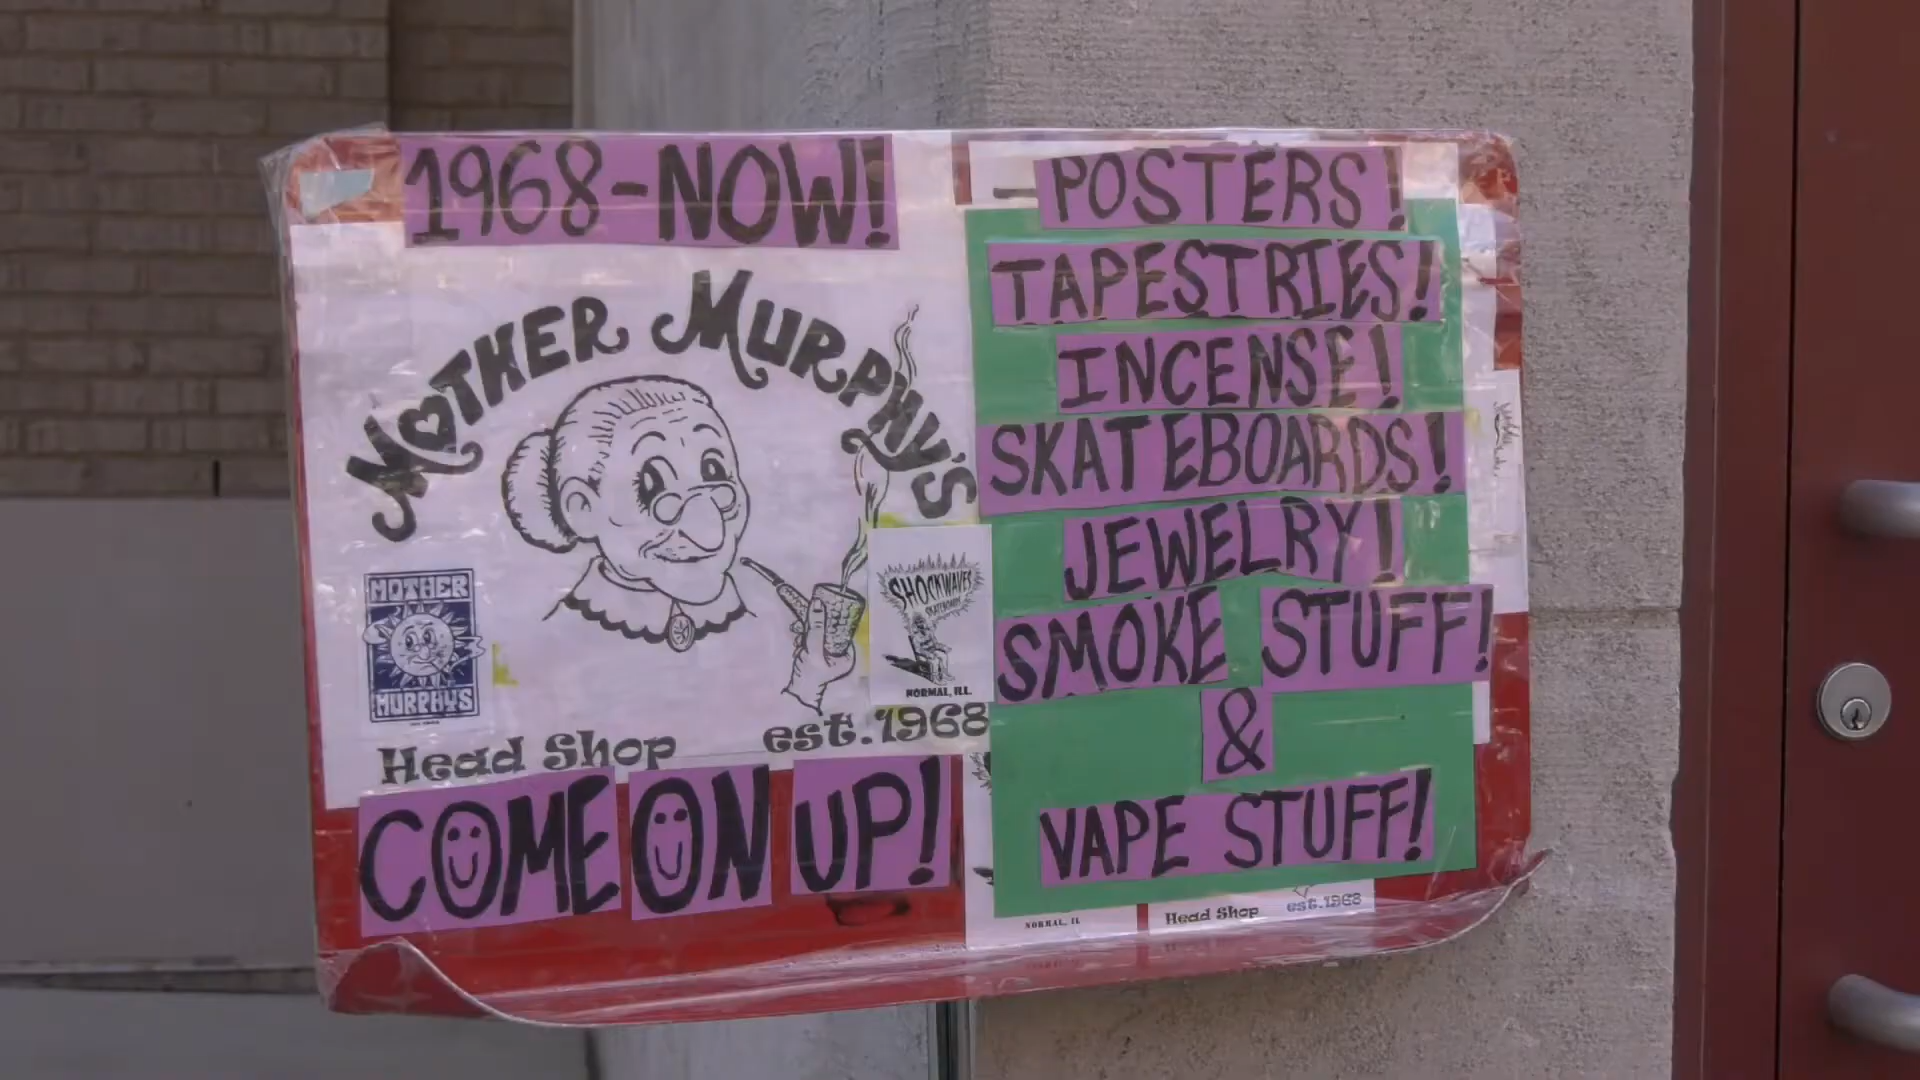 1968-NOW!
MOTHER MURPHY'S
MOTHER
MURPHYS
SHOCKWAVES
SKATEBOARDS
NORMAL, ILL.
Head Shop est.1968
COME ON UP!
-POSTERS!
TAPESTRIES!
INCENSE!
SKATEBOARDS!
JEWELRY!
SMOKE STUFF!
&
VAPE STUFF!
NORMAL, IL
Head Shop est.1968